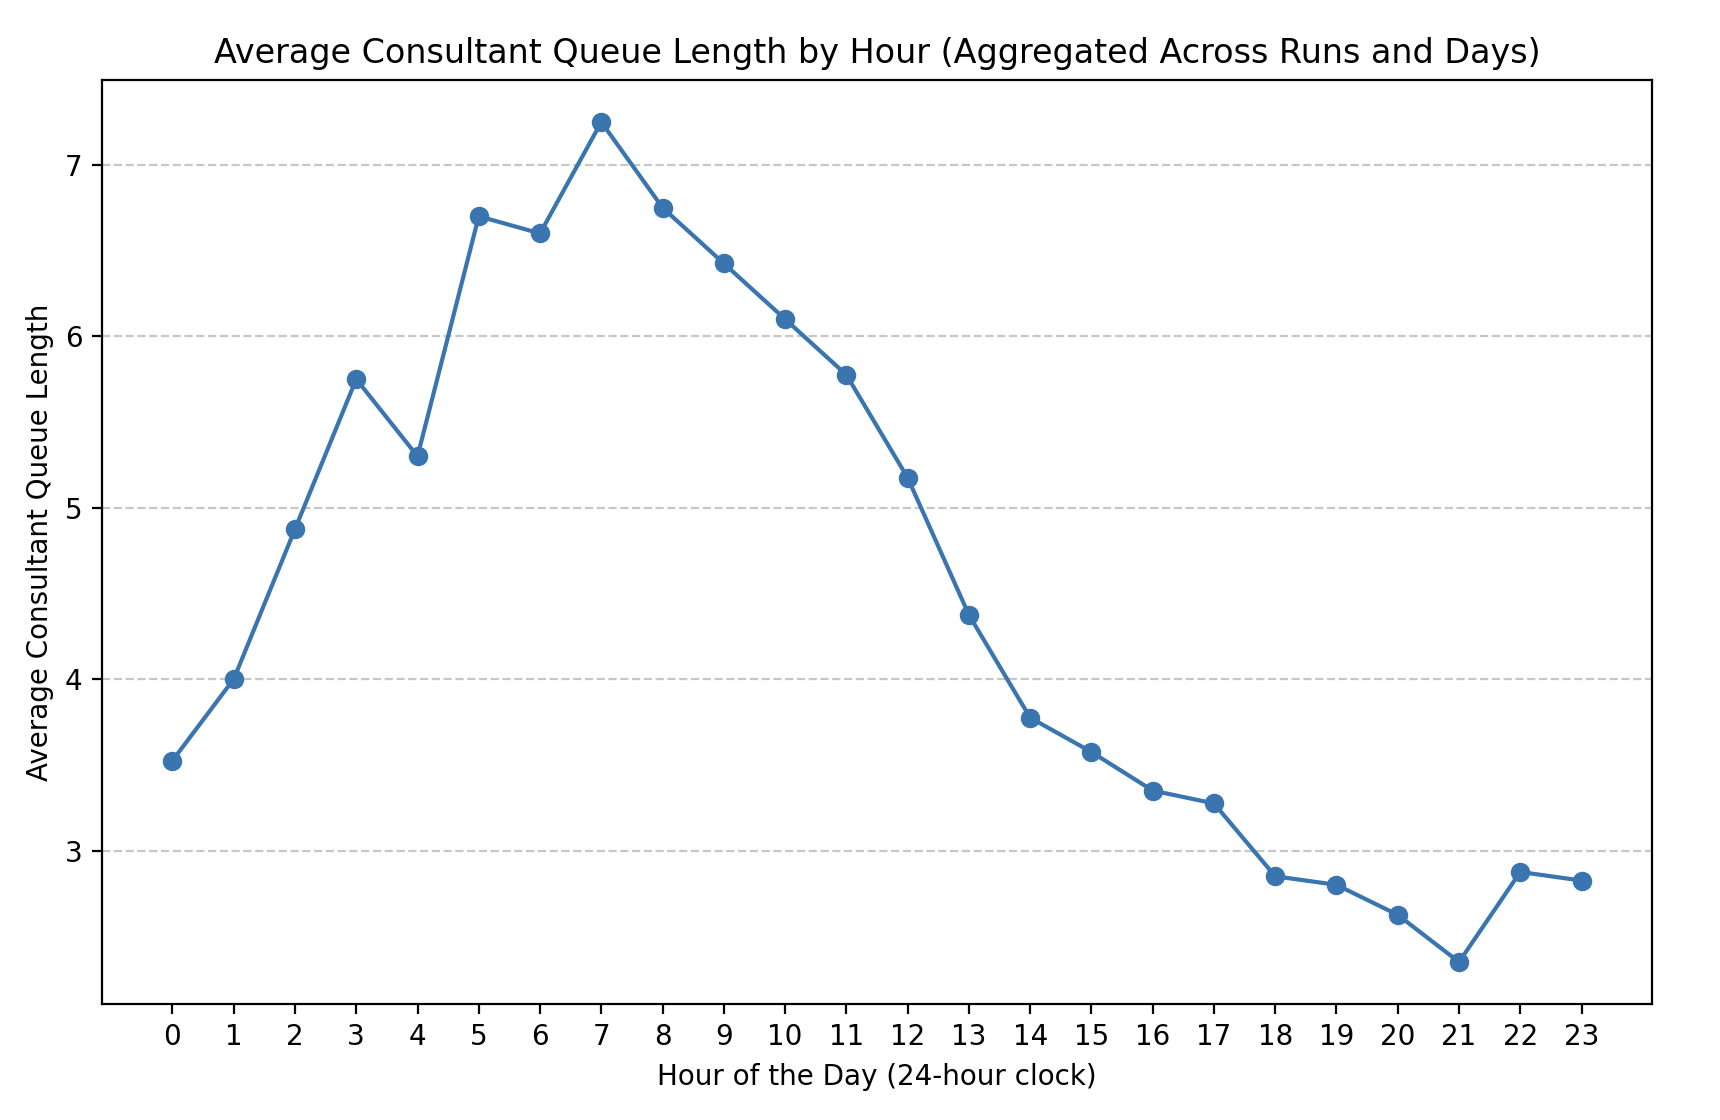 Average Consultant Queue Length by Hour (Aggregated Across Runs and Days)
Average Consultant Queue Length
7
6
5
4
3
0 1 2 3 4 5 6 7 8 9 10 11 12 13 14 15 16 17 18 19 20 21 22 23
Hour of the Day (24-hour clock)